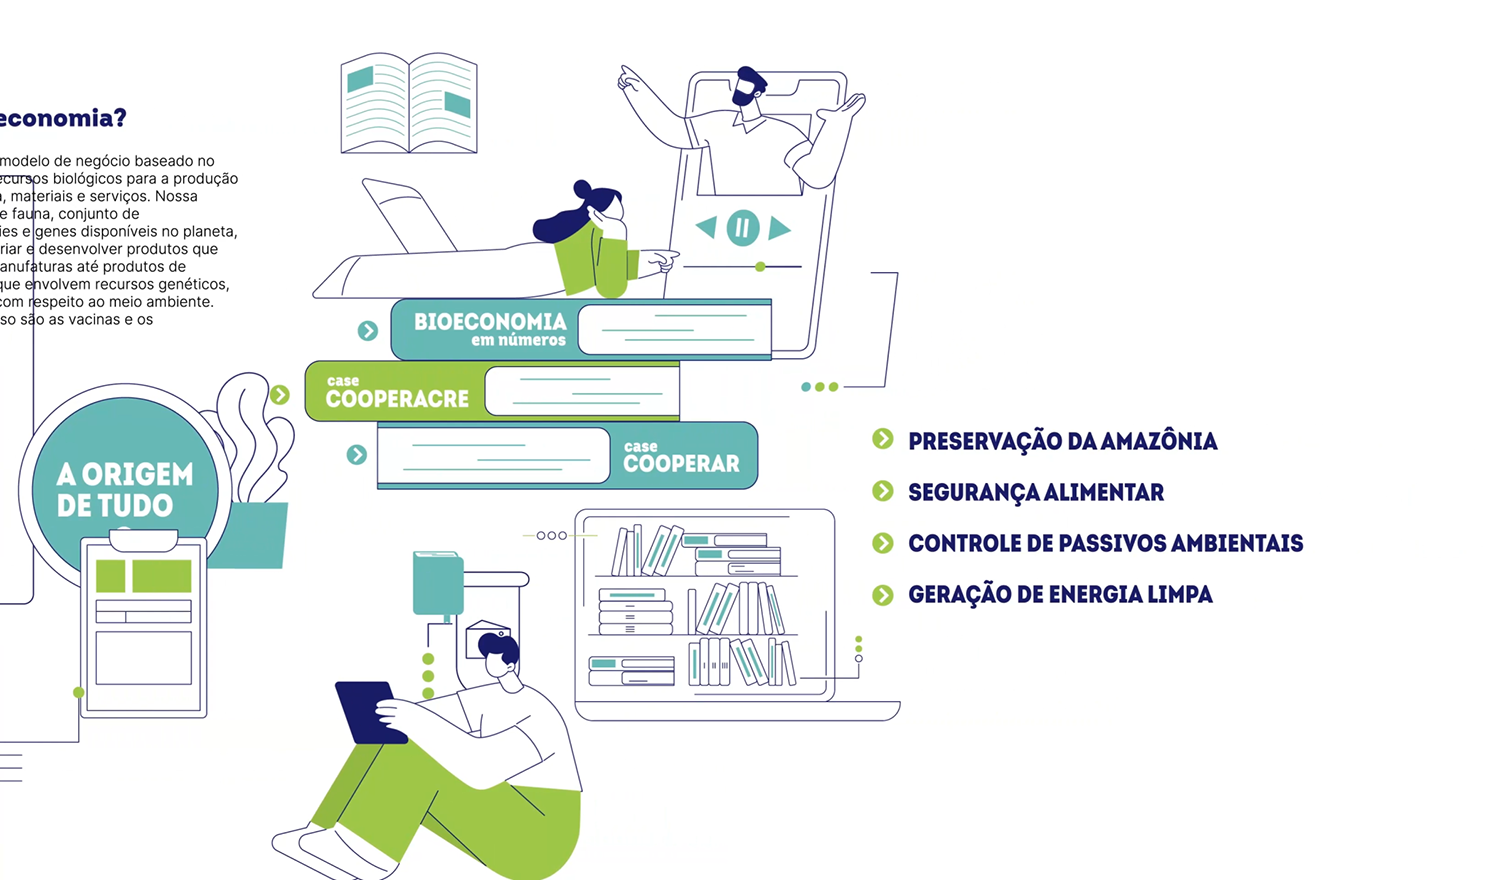 economia?
modelo de negócio baseado no
ecursos biológicos para a produção
, materiais e serviços. Nossa
e fauna, conjunto de
ies e genes disponíveis no planeta,
riar e desenvolver produtos que
anufaturas até produtos de
que envolvem recursos genéticos,
com respeito ao meio ambiente.
so são as vacinas e os
A ORIGEM
DE TUDO
BIOECONOMIA
em números
case
COOPERACRE
case
COOPERAR
PRESERVAÇÃO DA AMAZÔNIA
SEGURANÇA ALIMENTAR
CONTROLE DE PASSIVOS AMBIENTAIS
GERAÇÃO DE ENERGIA LIMPA